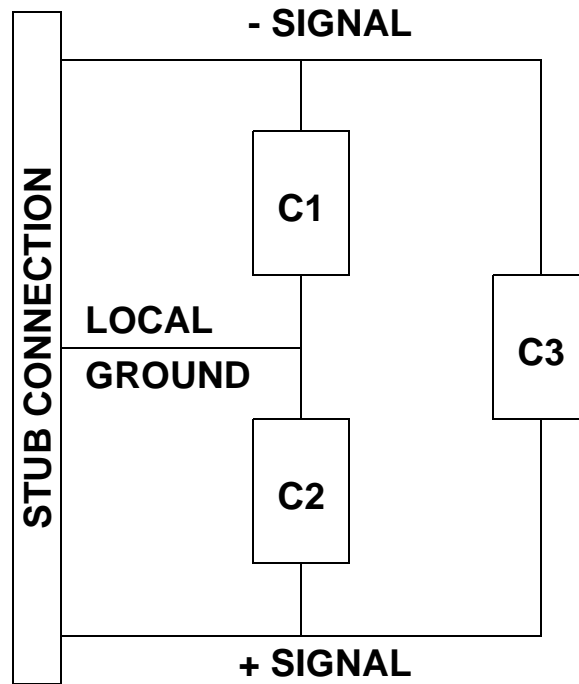 - SIGNAL
STUB CONNECTION
C1
LOCAL
GROUND
C3
C2
+ SIGNAL